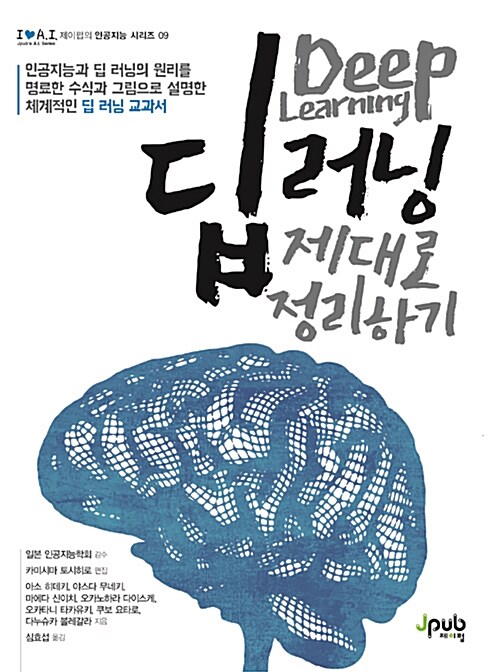 I♥A.I. 제이펍의 인공지능 시리즈 09
Jpub's A.I. Series
인공지능과 딥 러닝의 원리를
명료한 수식과 그림으로 설명한
체계적인 딥 러닝 교과서
Deep
Learning
딥 러닝
제대로
정리하기
일본 인공지능학회 감수
카미시마 토시히로 편집
아소 히데키, 야스다 무네키,
마에다 신이치, 오카노하라 다이스케,
오카타니 타카유키, 쿠보 요타로,
다누슈카 볼레갈라 지음
심효섭 옮김
Jpub
제이펍